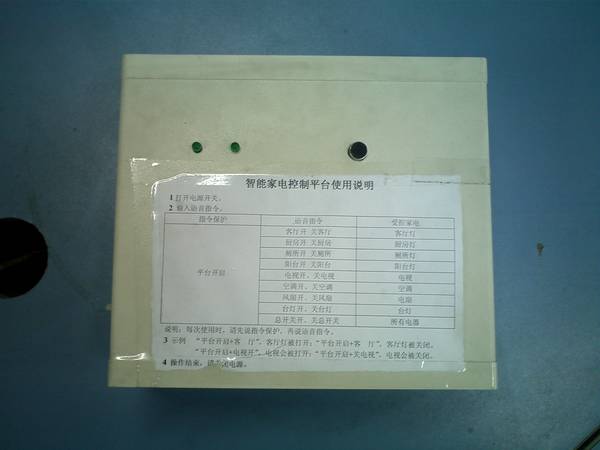 智能家电控制平台使用说明
1 打开电源开关。
2 输入语音指令。
指令保护 语音指令 受控家电
平台开启
客厅开 关客厅 客厅灯
厨房开 关厨房 厨房灯
厕所开 关厕所 厕所灯
阳台开 关阳台 阳台灯
电视开、关电视 电视
空调开、关空调 空调
风扇开、关风扇 电扇
台灯开、关台灯 台灯
总开关开、关总开关 所有电器
说明：每次使用时，请先说指令保护，再说语音指令。
3 示例 “平台开启+客 厅”，客厅灯被打开；“平台开启+客 厅”，客厅灯被关闭。
“平台开启+电视开”，电视会被打开；“平台开启+关电视”，电视会被关闭。
4 操作结束，请关闭电源。